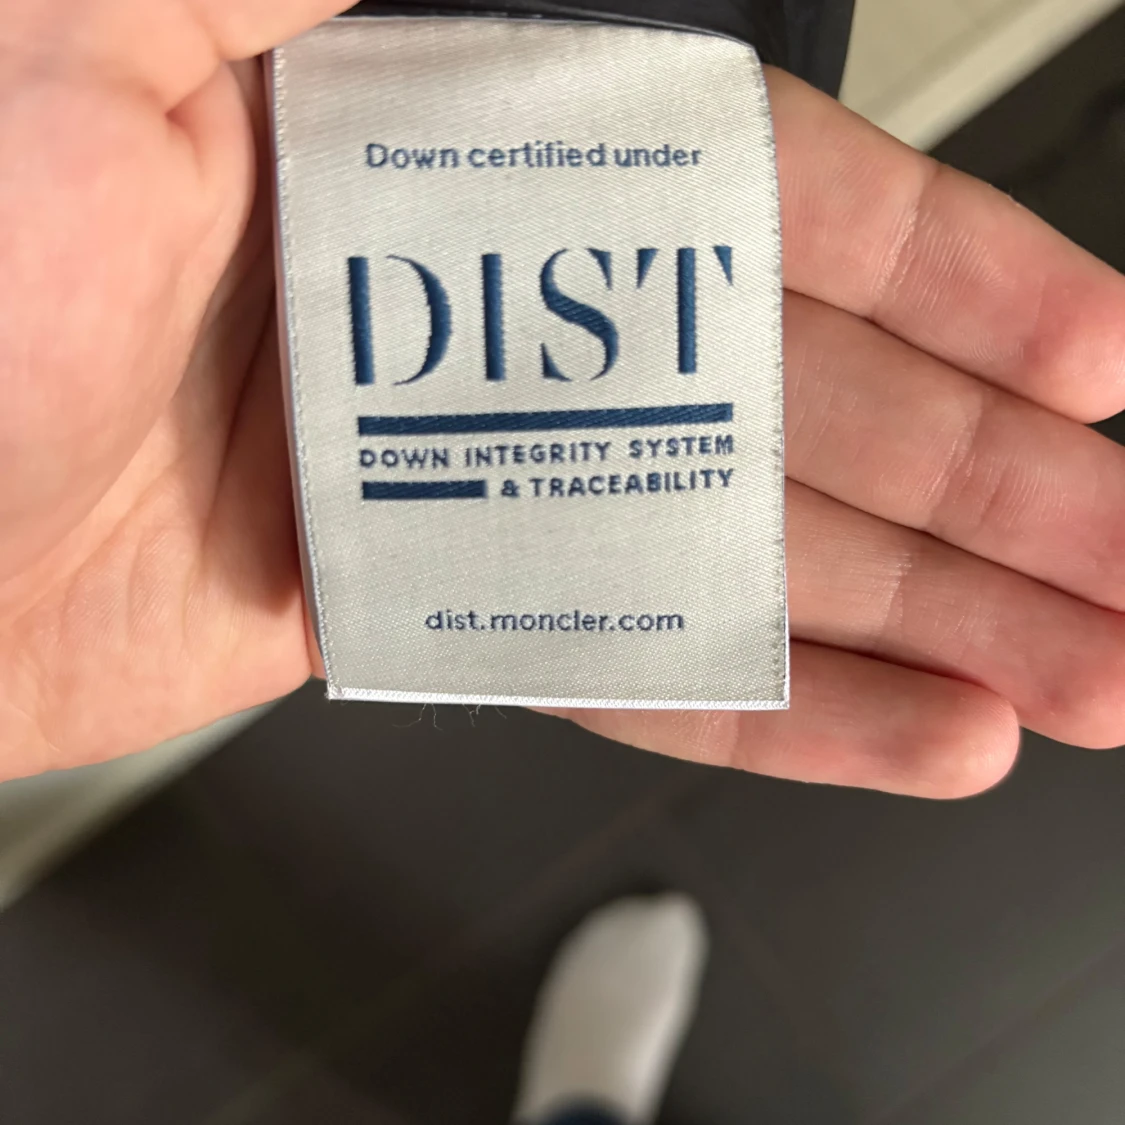 Down certified under
DIST
DOWN INTEGRITY SYSTEM
& TRACEABILITY
dist.moncler.com